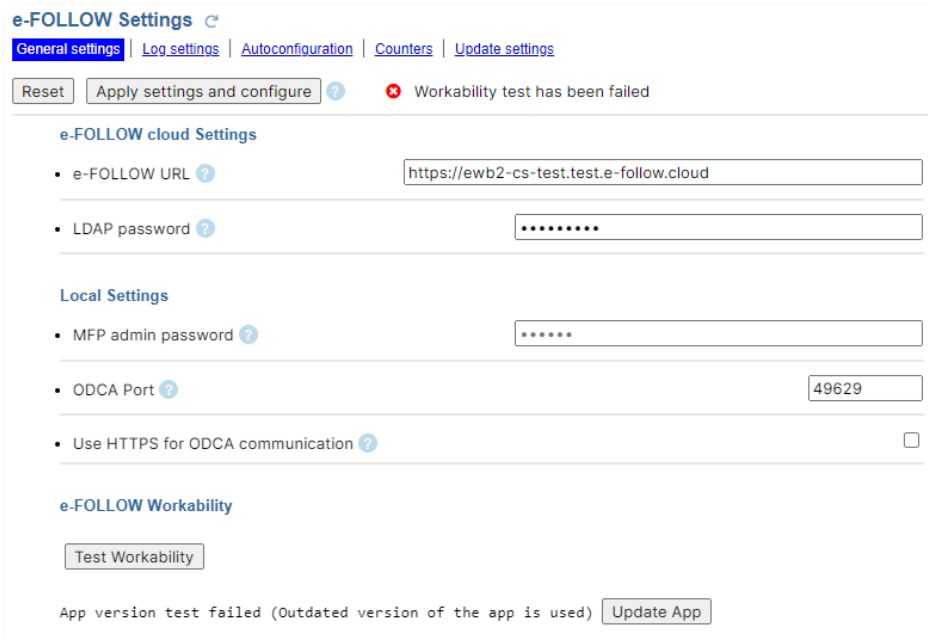 e-FOLLOW Settings
General settings | Log settings | Autoconfiguration | Counters | Update settings
Reset Apply settings and configure ? Workability test has been failed
e-FOLLOW cloud Settings
• e-FOLLOW URL ? https://ewb2-cs-test.test.e-follow.cloud
• LDAP password ? •••••••••
Local Settings
• MFP admin password ? ••••••
• ODCA Port ? 49629
• Use HTTPS for ODCA communication ?
e-FOLLOW Workability
Test Workability
App version test failed (Outdated version of the app is used) Update App